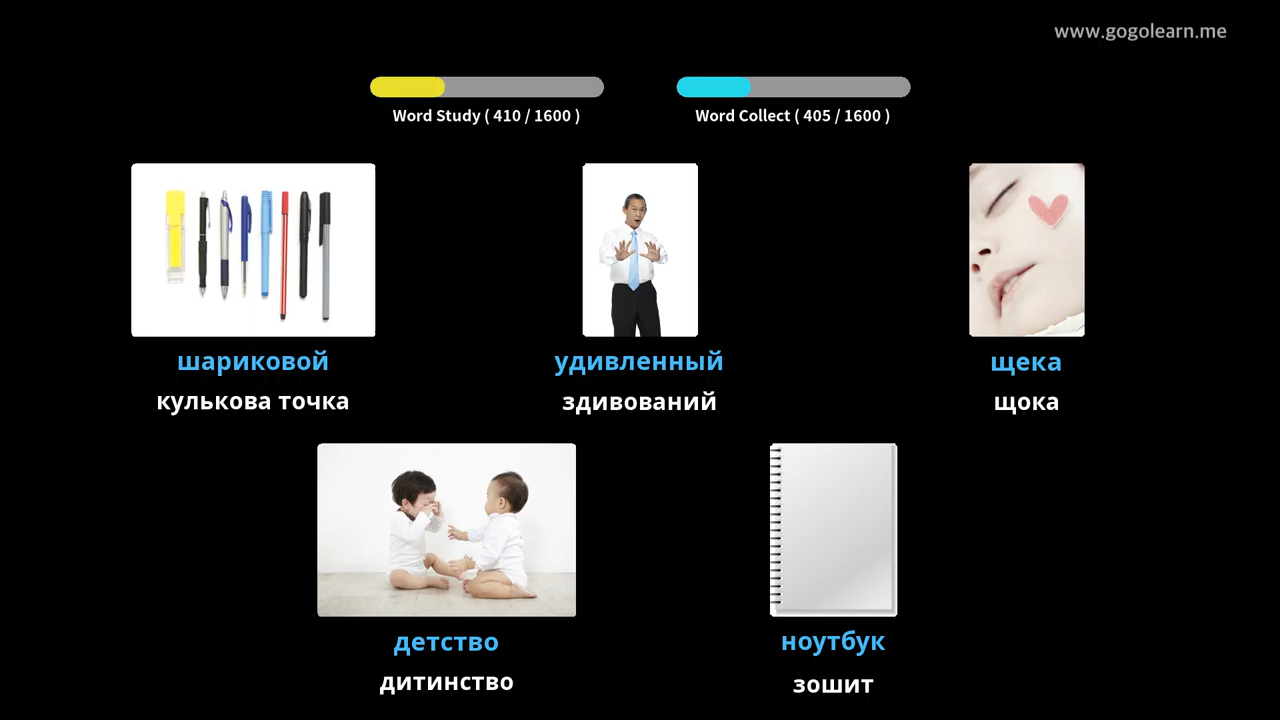 www.gogolearn.me
Word Study ( 410 / 1600 )
Word Collect ( 405 / 1600 )
шариковой
кулькова точка
удивленный
здивований
щека
щока
детство
дитинство
ноутбук
зошит